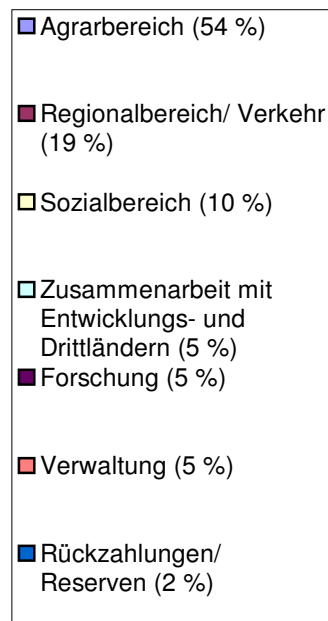 Agrarbereich (54 %)
Regionalbereich/ Verkehr
(19 %)
Sozialbereich (10 %)
Zusammenarbeit mit
Entwicklungs- und
Drittländern (5 %)
Forschung (5 %)
Verwaltung (5 %)
Rückzahlungen/
Reserven (2 %)